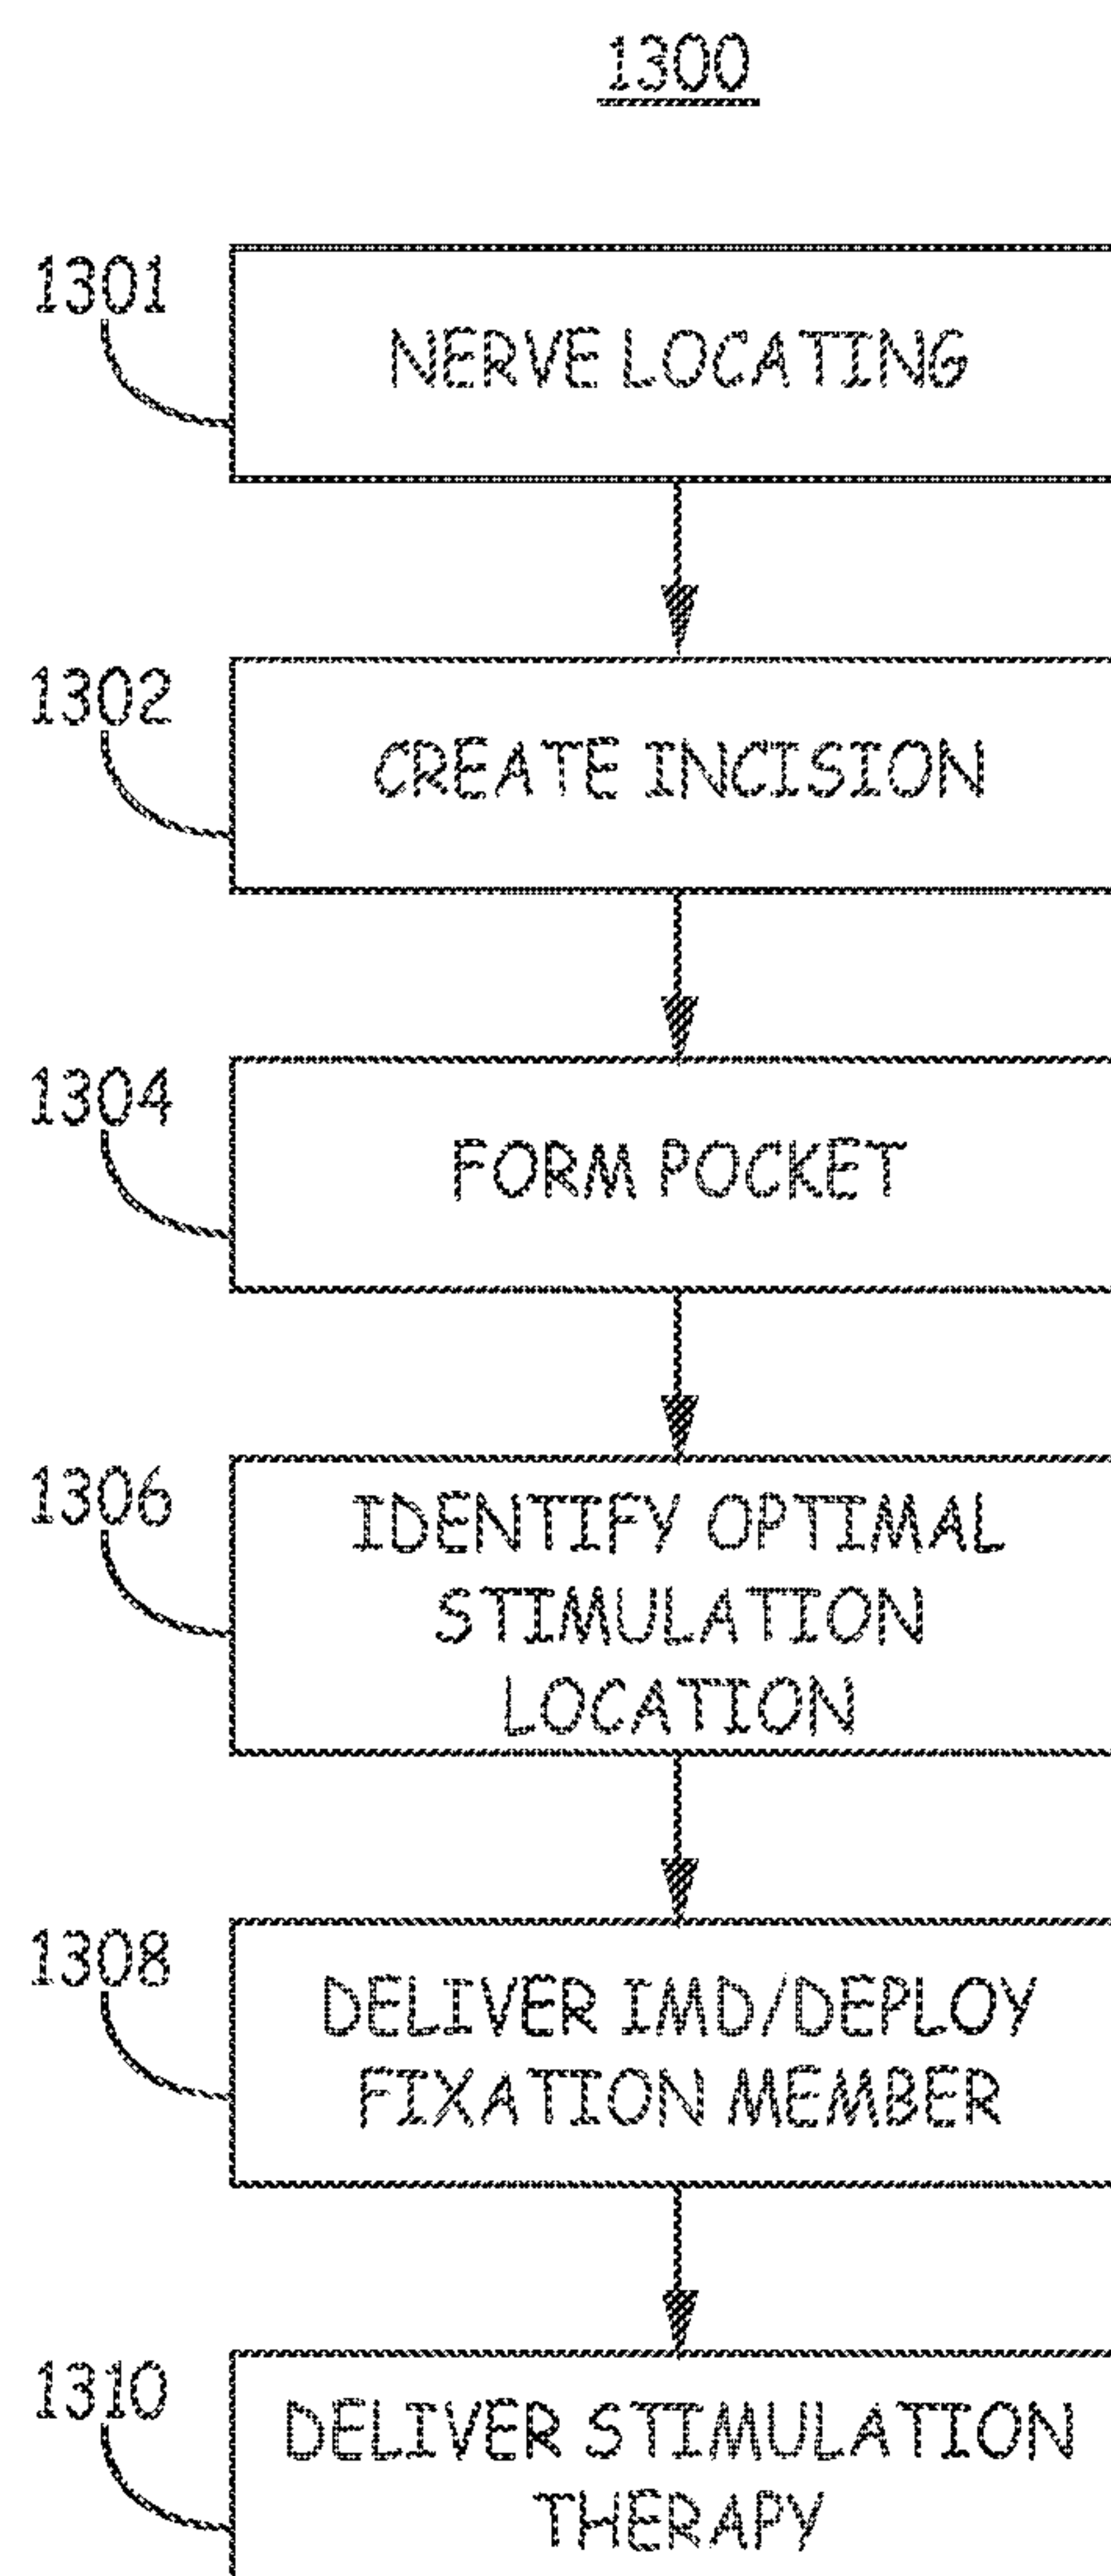 1300
1301
NERVE LOCATING
1302
CREATE INCISION
1304
FORM POCKET
1306
IDENTIFY OPTIMAL
STIMULATION
LOCATION
1308
DELIVER IMD/DEPLOY
FIXATION MEMBER
1310
DELIVER STIMULATION
THERAPY